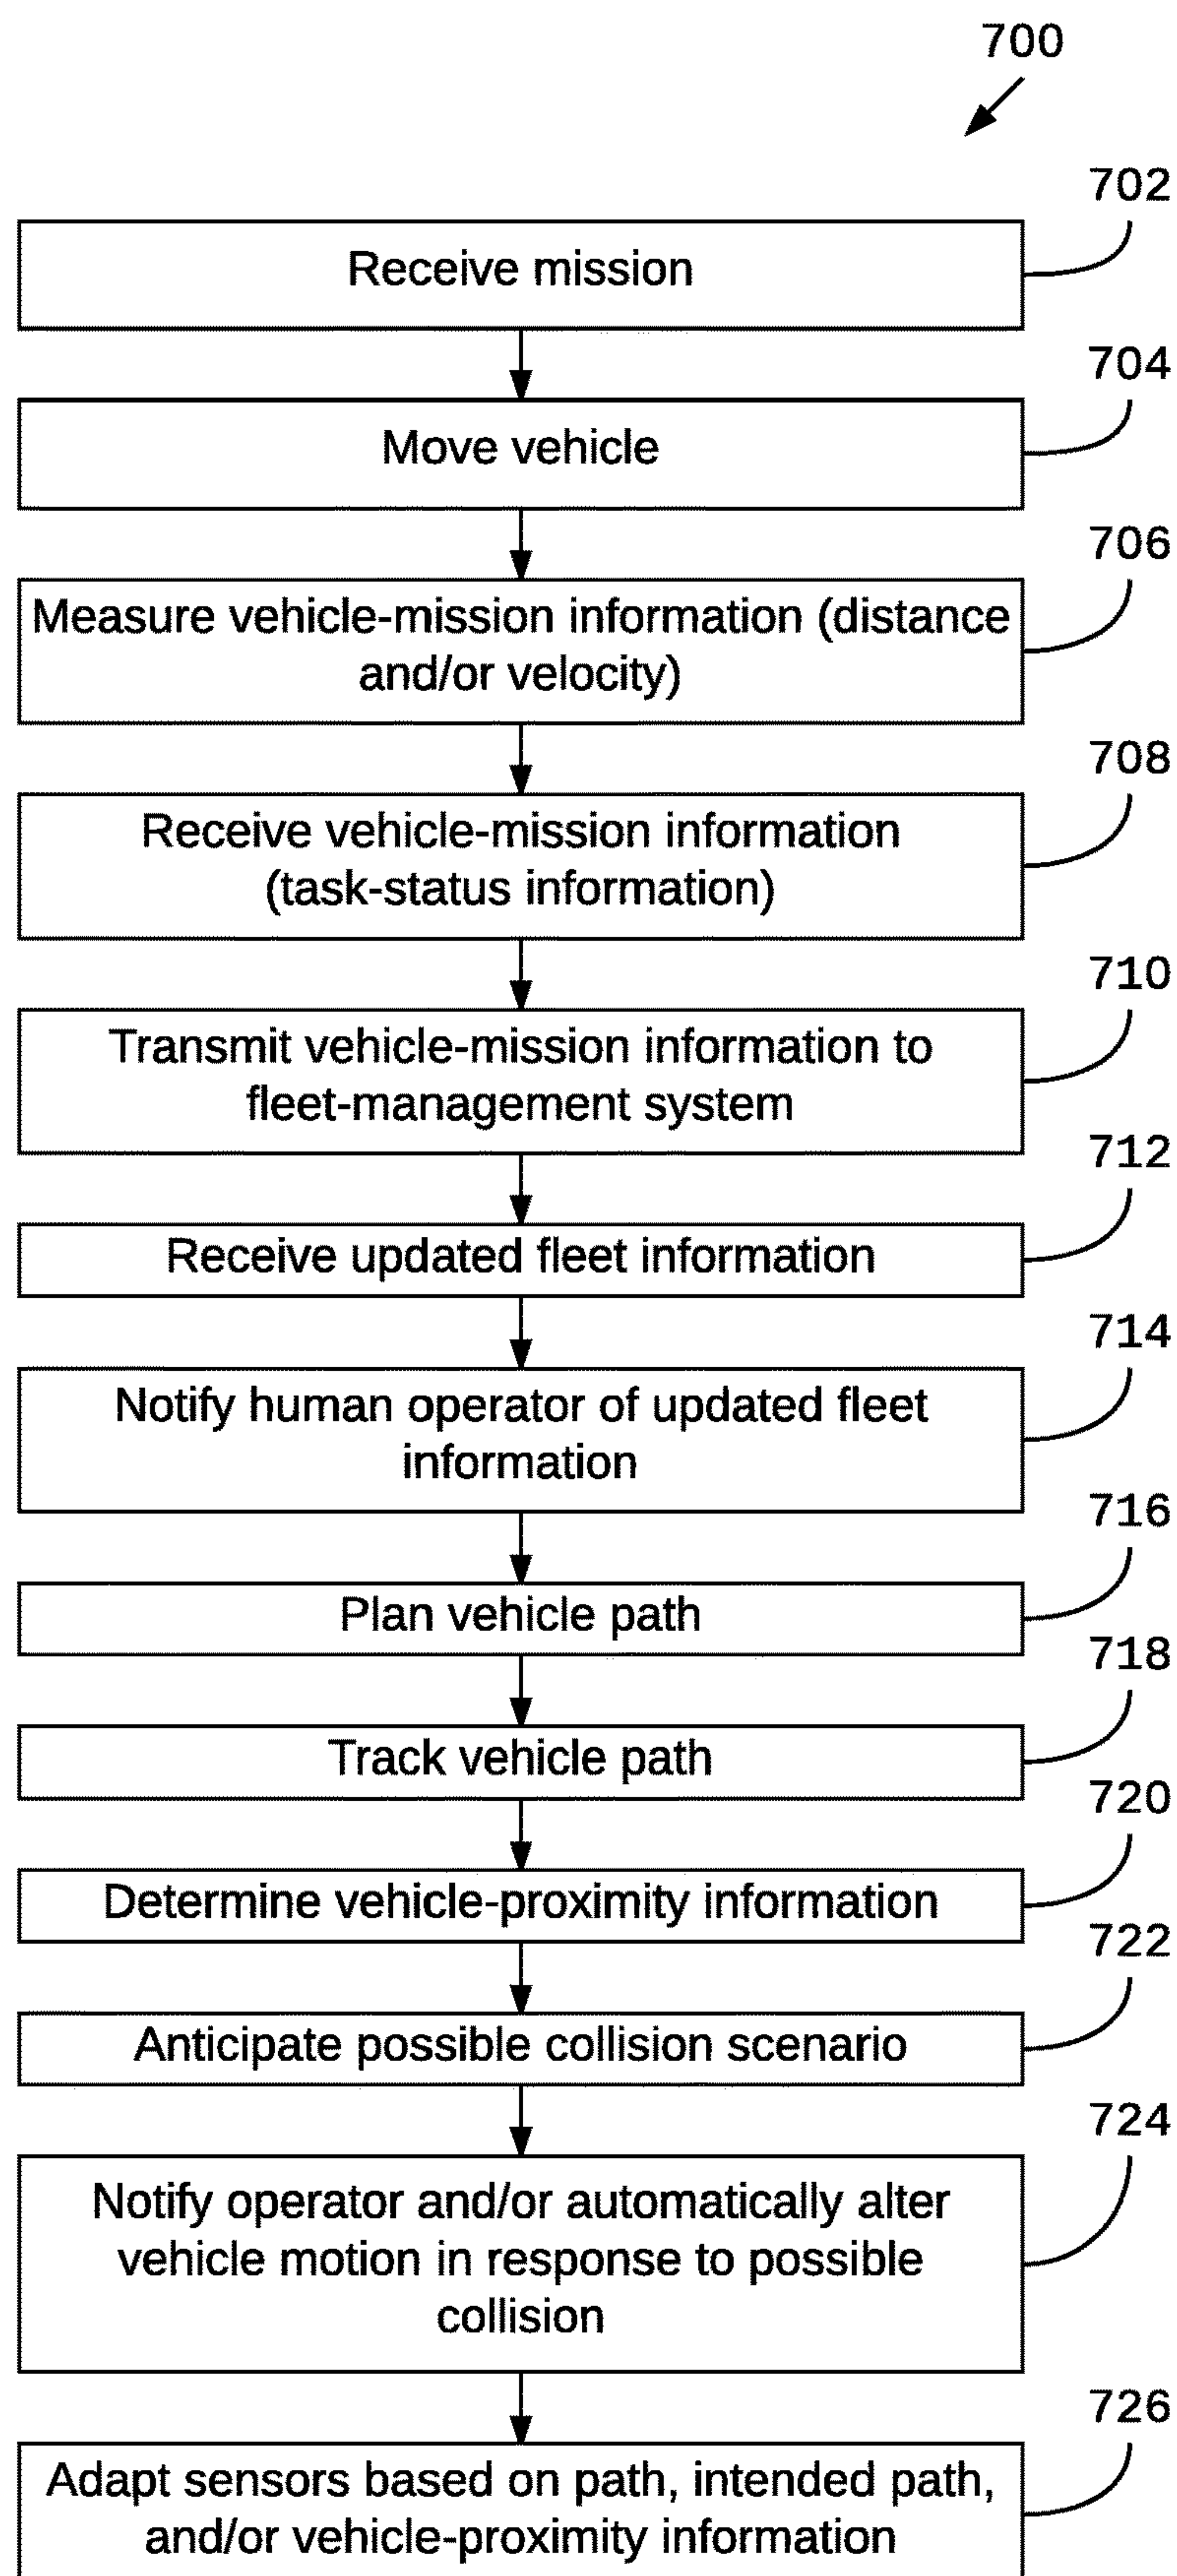 700
702
Receive mission
704
Move vehicle
706
Measure vehicle-mission information (distance
and/or velocity)
708
Receive vehicle-mission information
(task-status information)
710
Transmit vehicle-mission information to
fleet-management system
712
Receive updated fleet information
714
Notify human operator of updated fleet
information
716
Plan vehicle path
718
Track vehicle path
720
Determine vehicle-proximity information
722
Anticipate possible collision scenario
724
Notify operator and/or automatically alter
vehicle motion in response to possible
collision
726
Adapt sensors based on path, intended path,
and/or vehicle-proximity information